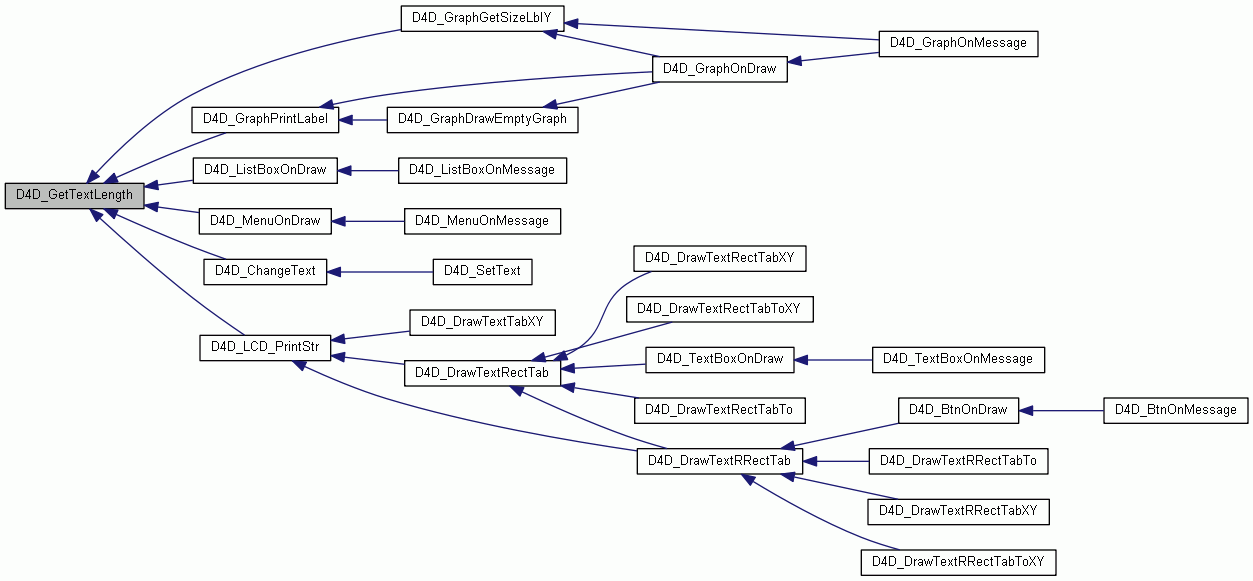 D4D_GraphGetSizeLblY
D4D_GraphOnMessage
D4D_GraphOnDraw
D4D_GraphPrintLabel
D4D_GraphDrawEmptyGraph
D4D_ListBoxOnDraw
D4D_ListBoxOnMessage
D4D_GetTextLength
D4D_MenuOnDraw
D4D_MenuOnMessage
D4D_ChangeText
D4D_SetText
D4D_DrawTextRectTabXY
D4D_DrawTextRectTabToXY
D4D_DrawTextTabXY
D4D_LCD_PrintStr
D4D_TextBoxOnDraw
D4D_TextBoxOnMessage
D4D_DrawTextRectTab
D4D_DrawTextRectTabTo
D4D_BtnOnDraw
D4D_BtnOnMessage
D4D_DrawTextRRectTab
D4D_DrawTextRRectTabTo
D4D_DrawTextRRectTabXY
D4D_DrawTextRRectTabToXY